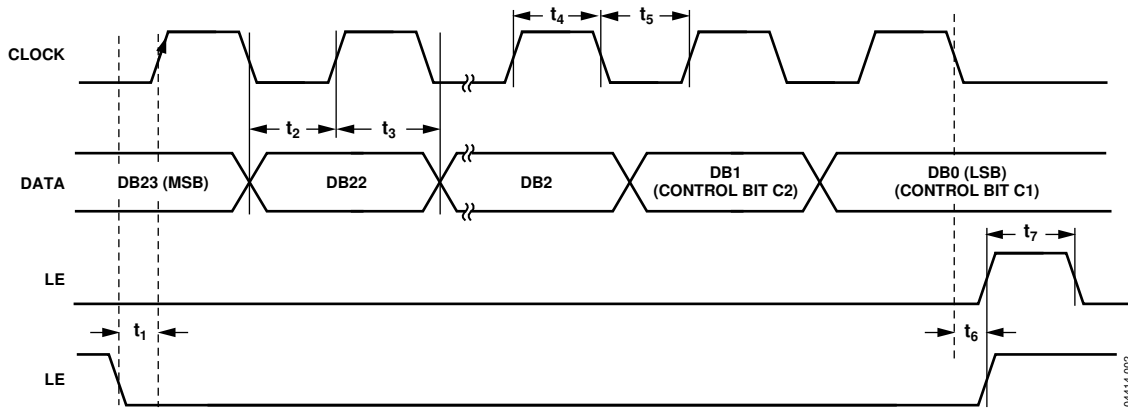 t4
t5
CLOCK
t2
t3
DATA
DB23 (MSB)
DB22
DB2
DB1
(CONTROL BIT C2)
DB0 (LSB)
(CONTROL BIT C1)
t7
LE
t1
t6
LE
04414-002